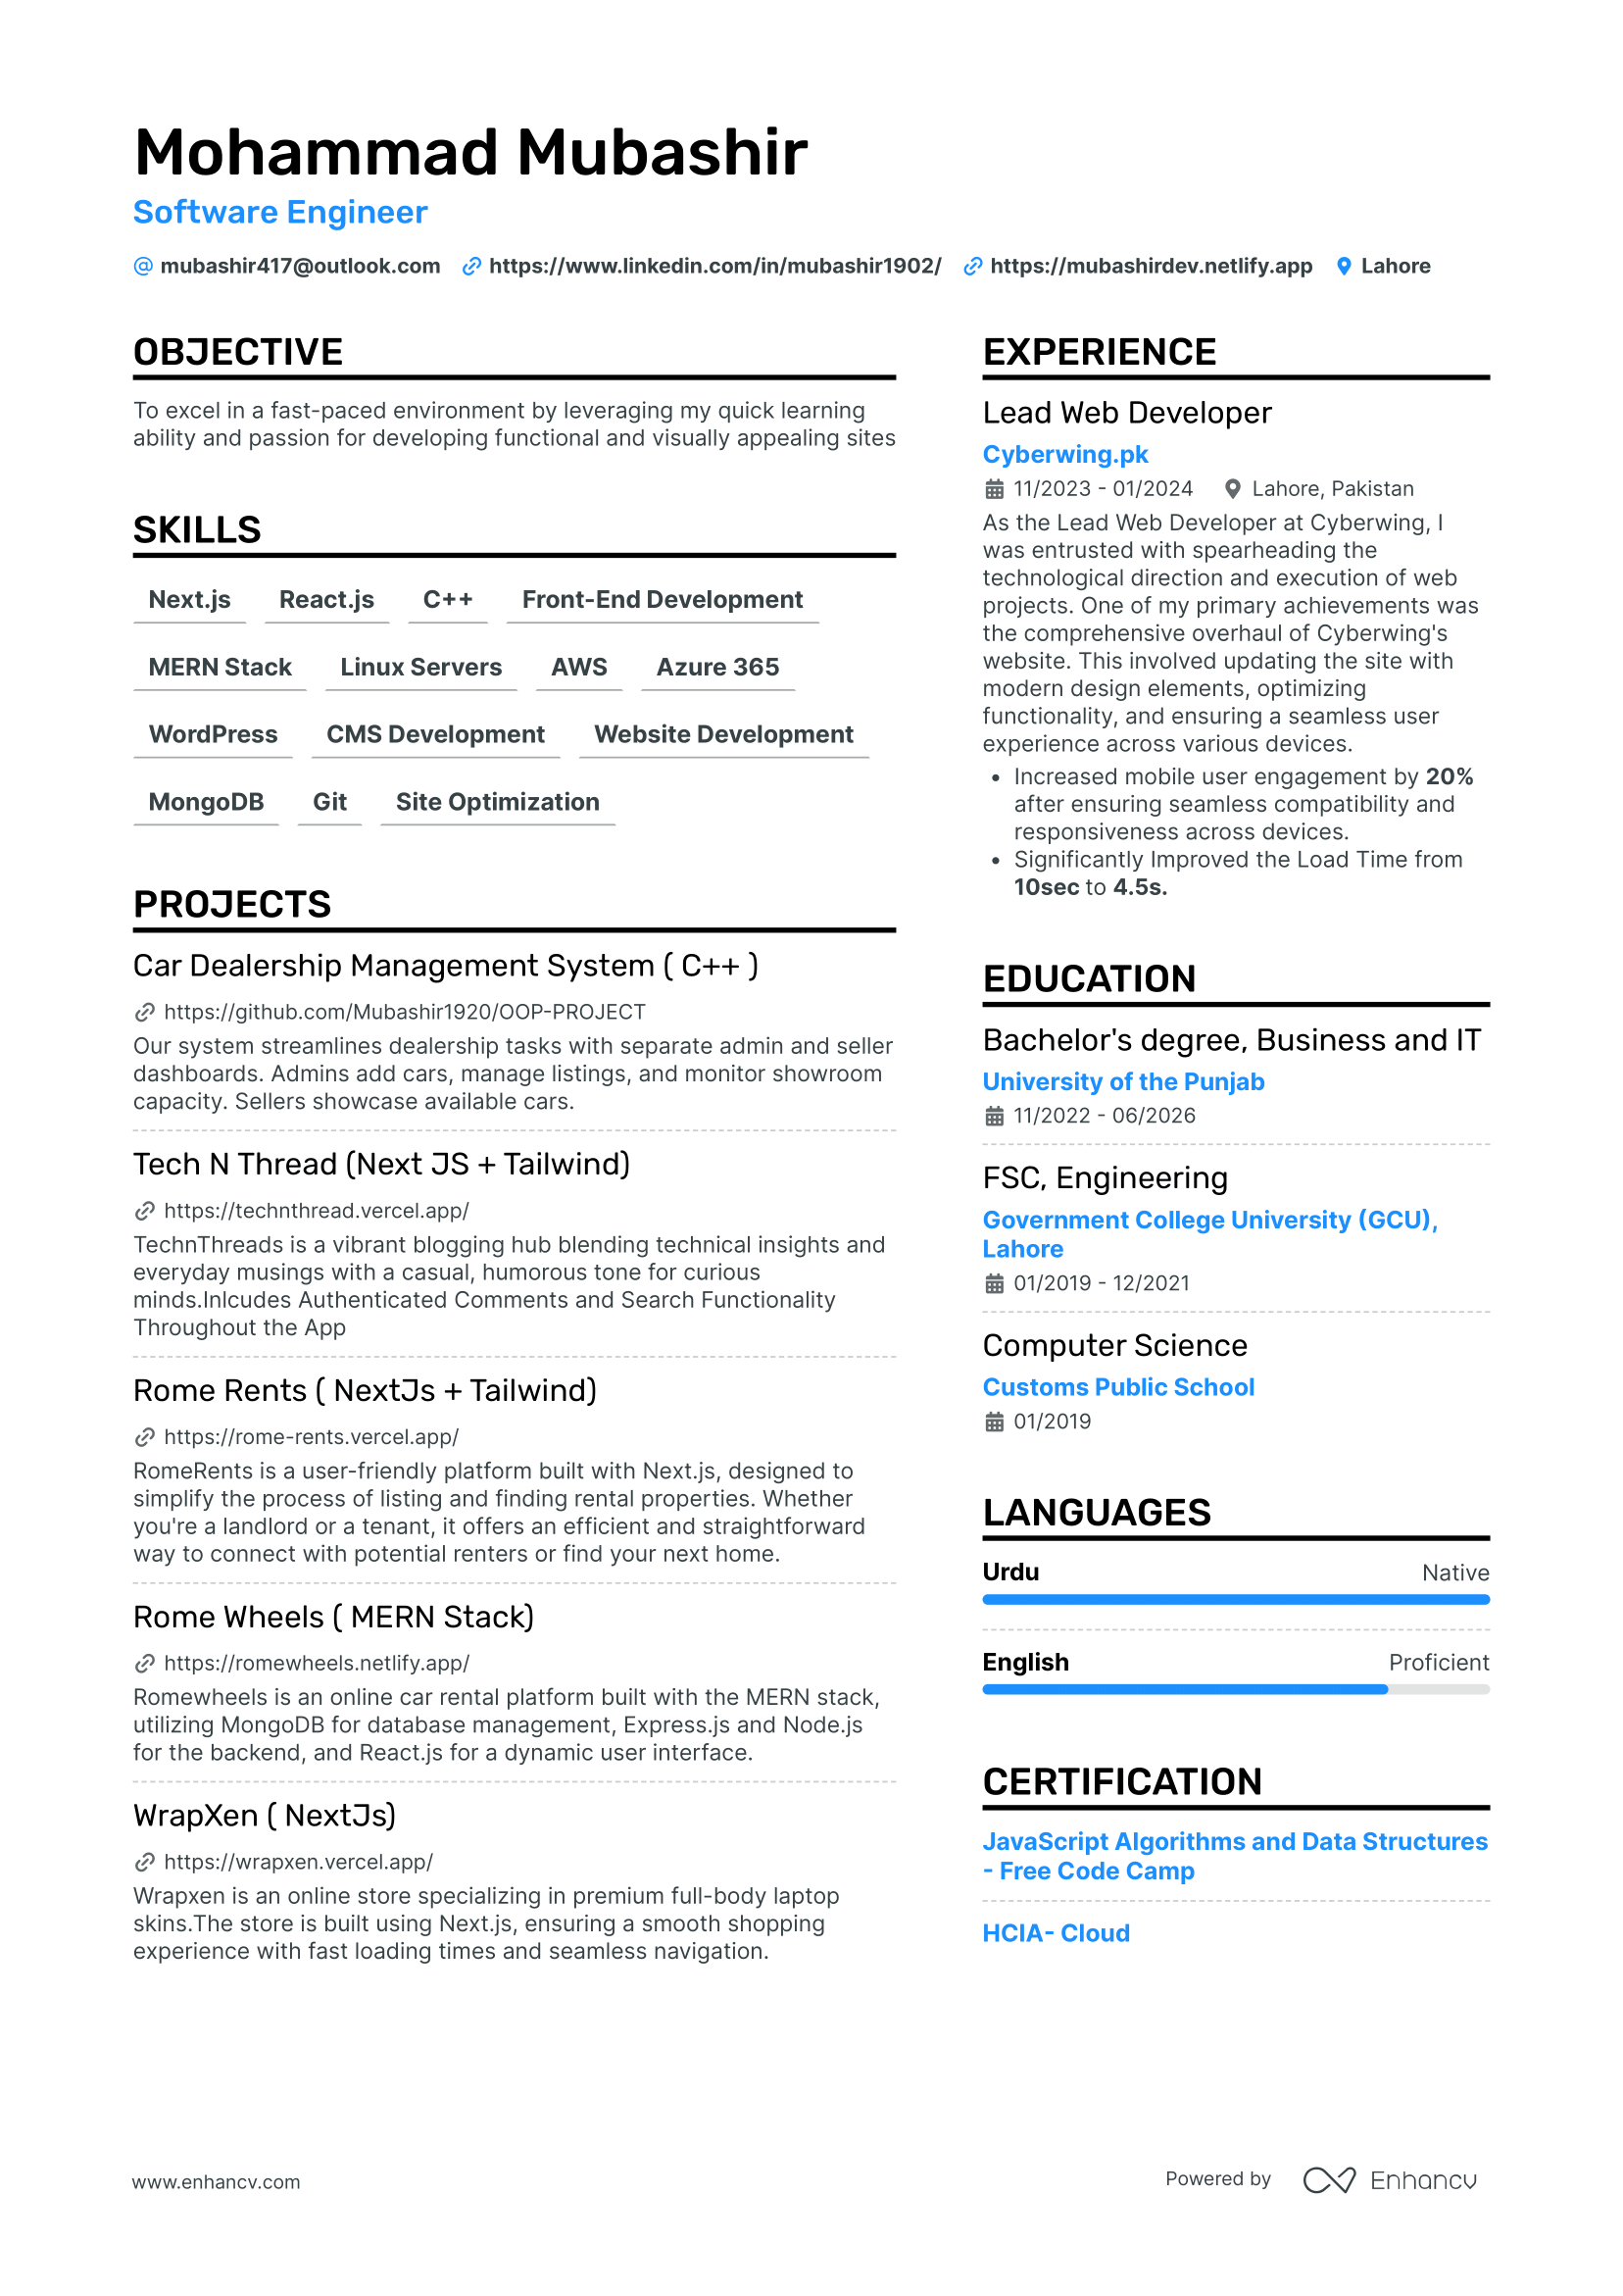 Mohammad Mubashir
Software Engineer
@ mubashir417@outlook.com https://www.linkedin.com/in/mubashir1902/ https://mubashirdev.netlify.app Lahore
OBJECTIVE
To excel in a fast-paced environment by leveraging my quick learning
ability and passion for developing functional and visually appealing sites
SKILLS
Next.js React.js C++ Front-End Development
MERN Stack Linux Servers AWS Azure 365
WordPress CMS Development Website Development
MongoDB Git Site Optimization
PROJECTS
Car Dealership Management System ( C++ )
https://github.com/Mubashir1920/OOP-PROJECT
Our system streamlines dealership tasks with separate admin and seller
dashboards. Admins add cars, manage listings, and monitor showroom
capacity. Sellers showcase available cars.
Tech N Thread (Next JS + Tailwind)
https://technthread.vercel.app/
TechnThreads is a vibrant blogging hub blending technical insights and
everyday musings with a casual, humorous tone for curious
minds.Inlcudes Authenticated Comments and Search Functionality
Throughout the App
Rome Rents ( NextJs + Tailwind)
https://rome-rents.vercel.app/
RomeRents is a user-friendly platform built with Next.js, designed to
simplify the process of listing and finding rental properties. Whether
you're a landlord or a tenant, it offers an efficient and straightforward
way to connect with potential renters or find your next home.
Rome Wheels ( MERN Stack)
https://romewheels.netlify.app/
Romewheels is an online car rental platform built with the MERN stack,
utilizing MongoDB for database management, Express.js and Node.js
for the backend, and React.js for a dynamic user interface.
WrapXen ( NextJs)
https://wrapxen.vercel.app/
Wrapxen is an online store specializing in premium full-body laptop
skins.The store is built using Next.js, ensuring a smooth shopping
experience with fast loading times and seamless navigation.
EXPERIENCE
Lead Web Developer
Cyberwing.pk
11/2023 - 01/2024 Lahore, Pakistan
As the Lead Web Developer at Cyberwing, I
was entrusted with spearheading the
technological direction and execution of web
projects. One of my primary achievements was
the comprehensive overhaul of Cyberwing's
website. This involved updating the site with
modern design elements, optimizing
functionality, and ensuring a seamless user
experience across various devices.
• Increased mobile user engagement by 20%
after ensuring seamless compatibility and
responsiveness across devices.
• Significantly Improved the Load Time from
10sec to 4.5s.
EDUCATION
Bachelor's degree, Business and IT
University of the Punjab
11/2022 - 06/2026
FSC, Engineering
Government College University (GCU),
Lahore
01/2019 - 12/2021
Computer Science
Customs Public School
01/2019
LANGUAGES
Urdu Native
English Proficient
CERTIFICATION
JavaScript Algorithms and Data Structures
- Free Code Camp
HCIA- Cloud
www.enhancv.com Powered by Enhancv